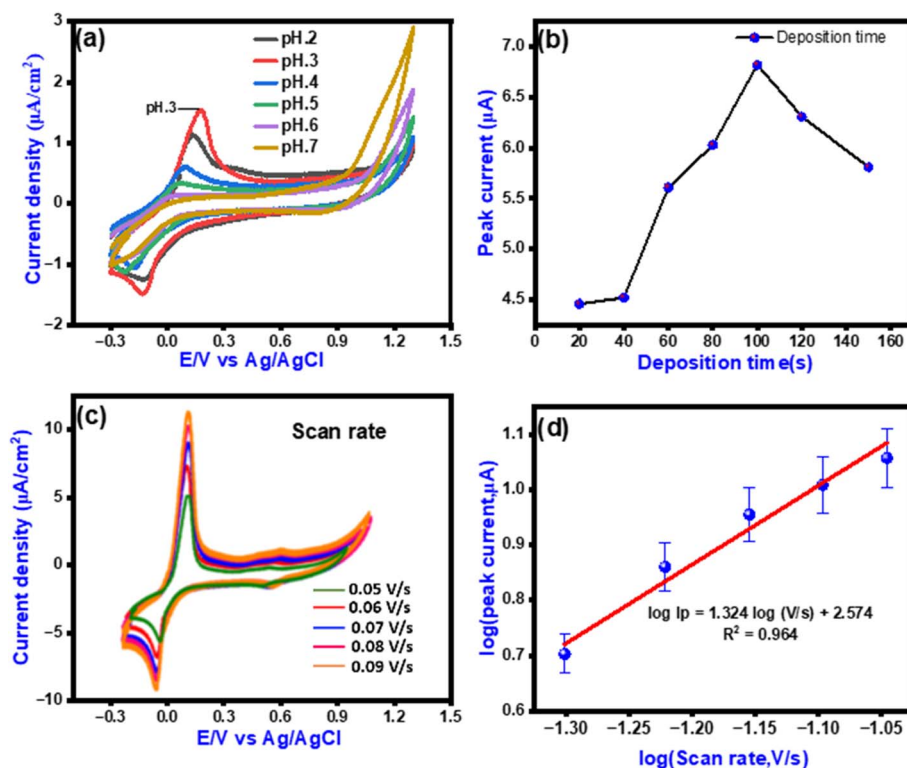 (a)
pH.2
pH.3
pH.4
pH.5
pH.6
pH.7
pH.3
3
2
1
0
−1
−2
Current density (μA/cm²)
−0.3 0.0 0.3 0.6 0.9 1.2 1.5
E/V vs Ag/AgCl
(b)
Deposition time
7.0
6.5
6.0
5.5
5.0
4.5
Peak current (μA)
0 20 40 60 80 100 120 140 160
Deposition time(s)
(c)
Scan rate
0.05 V/s
0.06 V/s
0.07 V/s
0.08 V/s
0.09 V/s
10
5
0
−5
−10
Current density (μA/cm²)
−0.3 0.0 0.3 0.6 0.9 1.2 1.5
E/V vs Ag/AgCl
(d)
1.1
1.0
0.9
0.8
0.7
0.6
log(peak current,μA)
log Ip = 1.324 log (V/s) + 2.574
R² = 0.964
−1.30 −1.25 −1.20 −1.15 −1.10 −1.05
log(Scan rate,V/s)